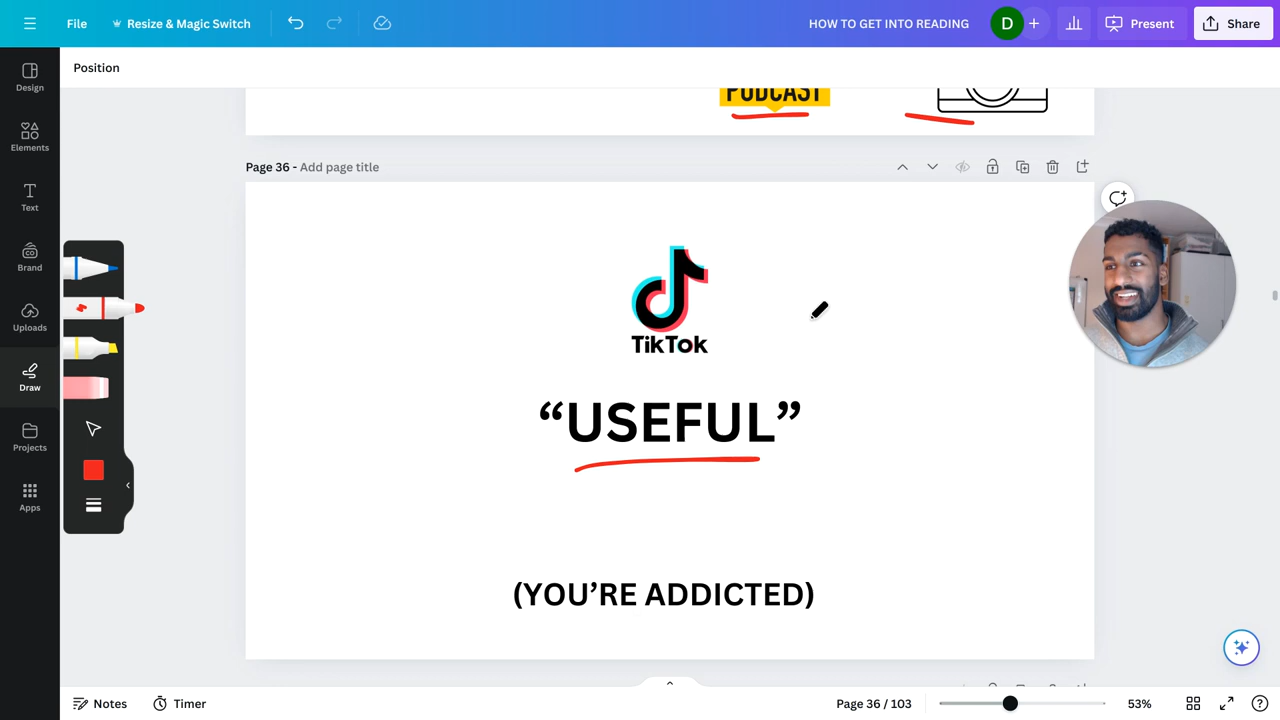 File
Resize & Magic Switch
HOW TO GET INTO READING
D
Present
Share
Position
Design
Elements
Text
Brand
Uploads
Draw
Projects
Apps
PODCAST
Page 36 - Add page title
TikTok
“USEFUL”
(YOU’RE ADDICTED)
Notes
Timer
Page 36 / 103
53%